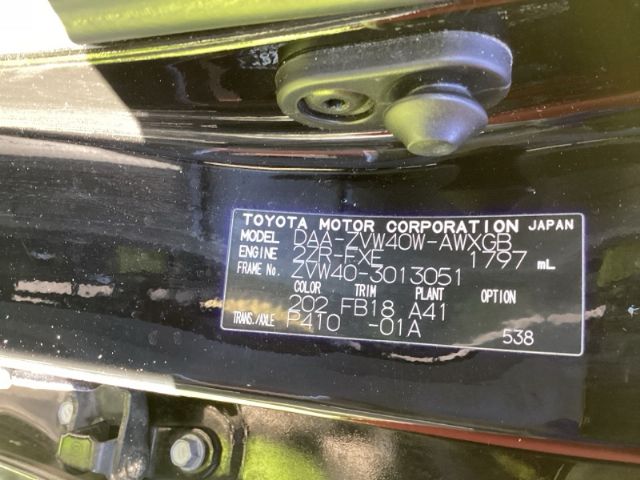 TOYOTA MOTOR CORPORATION JAPAN
MODEL DAA-ZVW40W-AWXGB
ENGINE 2ZR-FXE 1797 mL
FRAME No. ZVW40-3013051
COLOR TRIM PLANT OPTION
202 FB18 A41
TRANS./AXLE P410 -01A
538